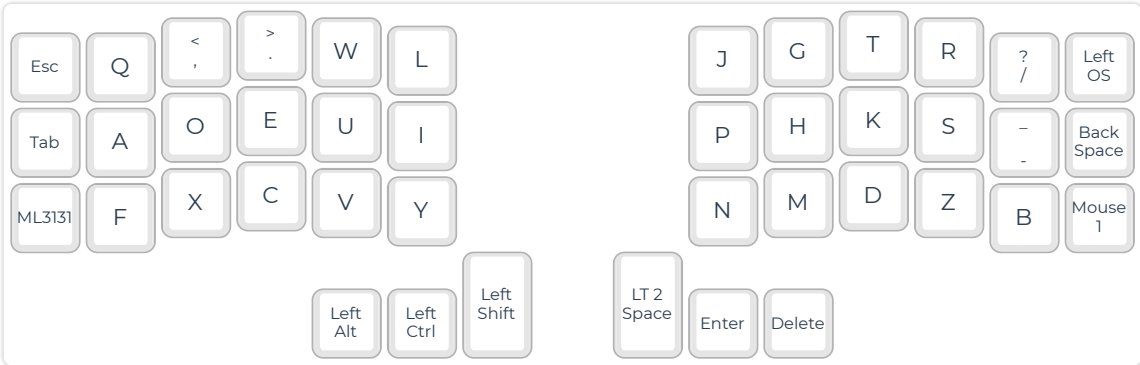 Esc Q < , > . W L J G T R ? / Left OS
Tab A O E U I P H K S _ - Back Space
ML3131 F X C V Y N M D Z B Mouse 1
Left Alt Left Ctrl Left Shift LT 2 Space Enter Delete